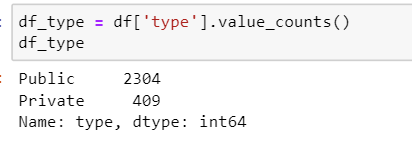 df_type = df['type'].value_counts()
df_type
Public     2304
Private     409
Name: type, dtype: int64